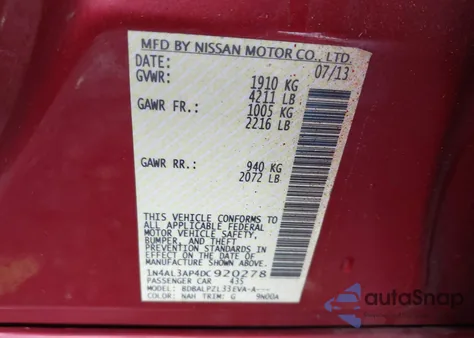 MFD BY NISSAN MOTOR CO., LTD.
DATE: 07/13
GVWR: 1910 KG
4211 LB
GAWR FR.: 1005 KG
2216 LB
GAWR RR.: 940 KG
2072 LB
THIS VEHICLE CONFORMS TO
ALL APPLICABLE FEDERAL
MOTOR VEHICLE SAFETY,
BUMPER, AND THEFT
PREVENTION STANDARDS IN
EFFECT ON THE DATE OF
MANUFACTURE SHOWN ABOVE.
1N4AL3AP4DC920278
PASSENGER CAR 435
MODEL: BDBALPZL33EVA-A---
COLOR: NAH TRIM: G 9N00A
autoSnap